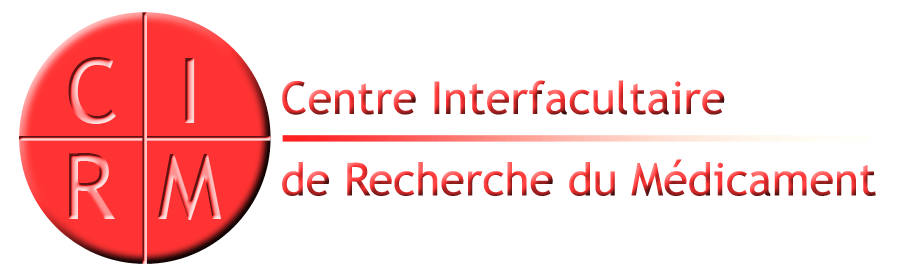 C I
R M
Centre Interfacultaire
de Recherche du Médicament